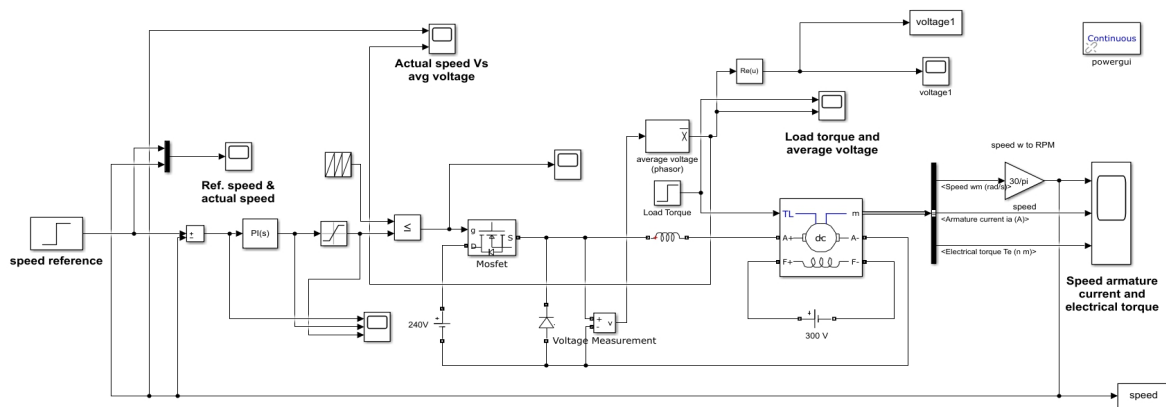 voltage1
Continuous
powergui
Actual speed Vs
avg voltage
Re(u)
voltage1
Load torque and
average voltage
average voltage
(phasor)
speed w to RPM
30/pi
Ref. speed &
actual speed
Load Torque
<Speed wm (rad/s)>
speed
<Armature current ia (A)>
<Electrical torque Te (n m)>
TL
m
dc
A+
A-
F+
F-
speed reference
PI(s)
≤
g
D
S
Mosfet
Speed armature
current and
electrical torque
240V
+
-
v
Voltage Measurement
300 V
speed